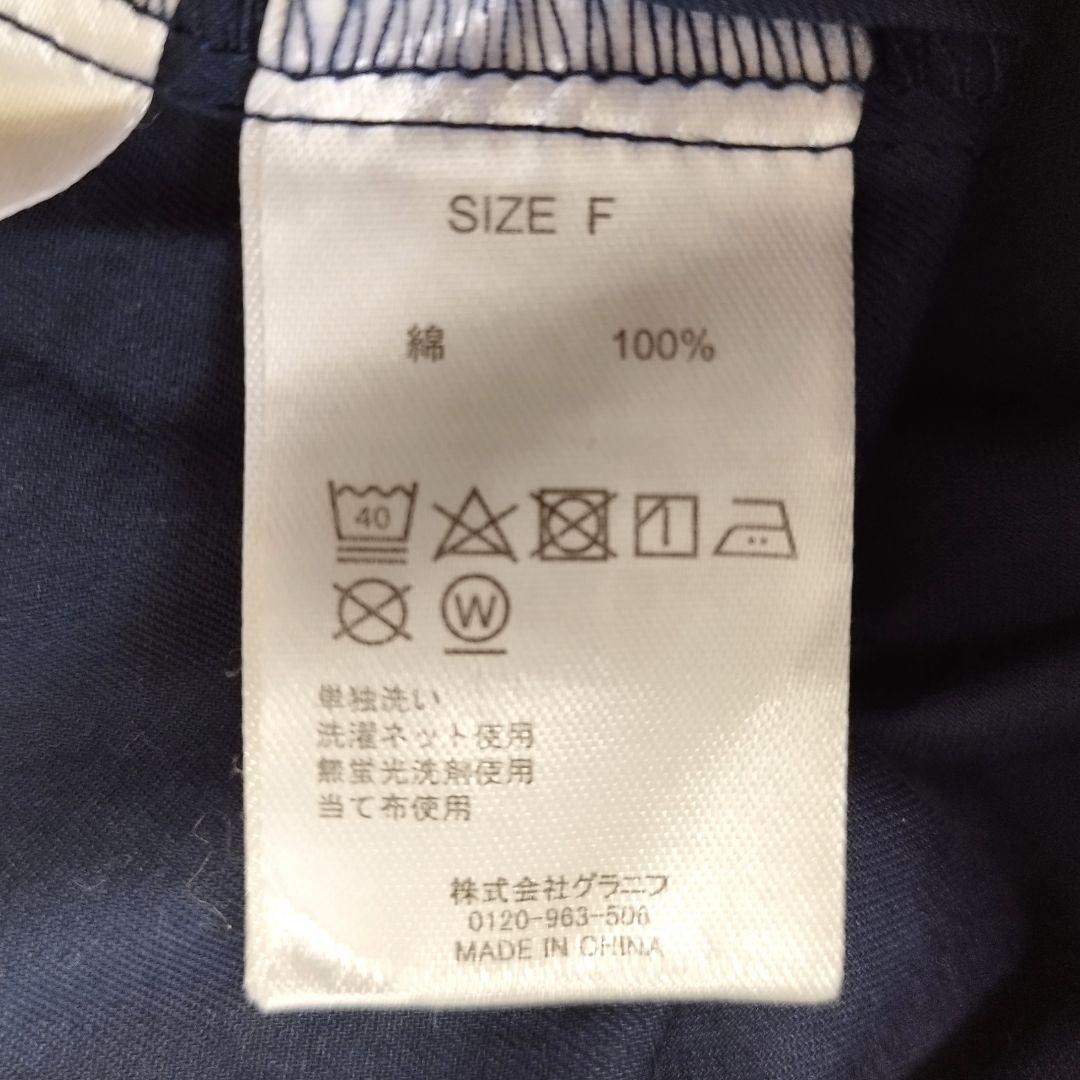 SIZE F
綿 100%
40
W
単独洗い
洗濯ネット使用
無蛍光洗剤使用
当て布使用
株式会社グラニフ
0120-963-506
MADE IN CHINA